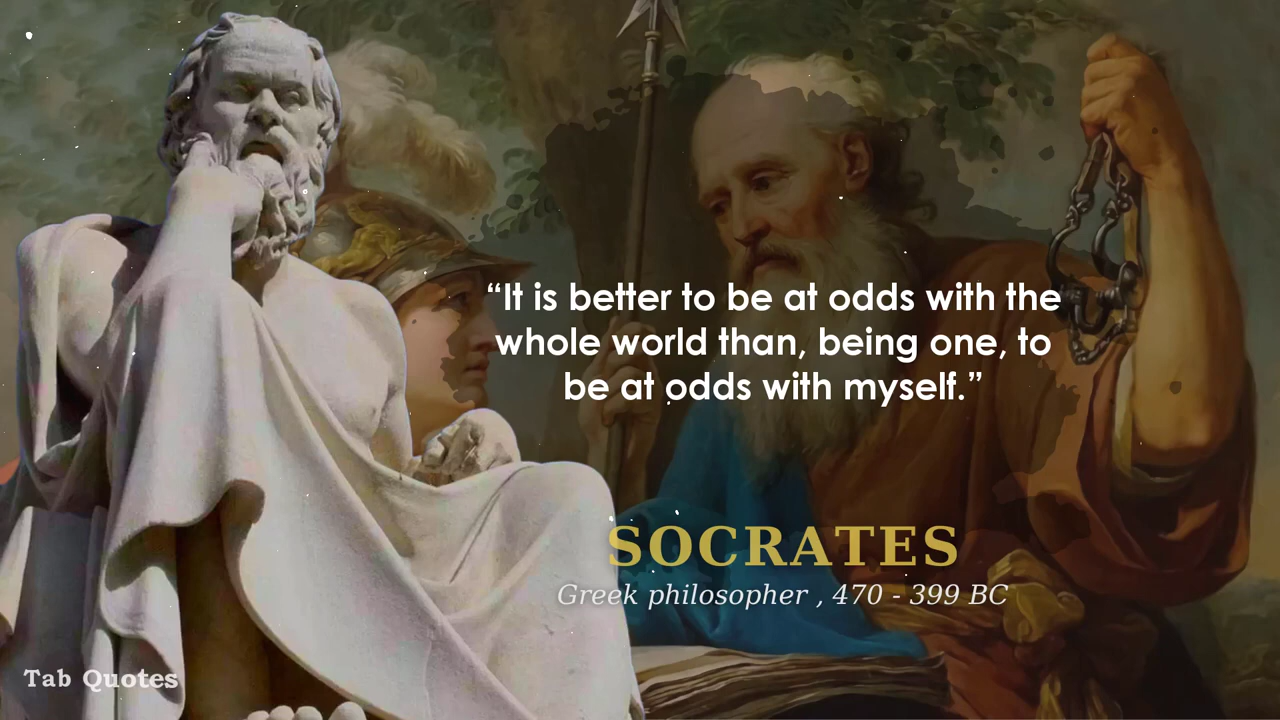 “It is better to be at odds with the
whole world than, being one, to
be at odds with myself.”
SOCRATES
Greek philosopher , 470 - 399 BC
Tab Quotes